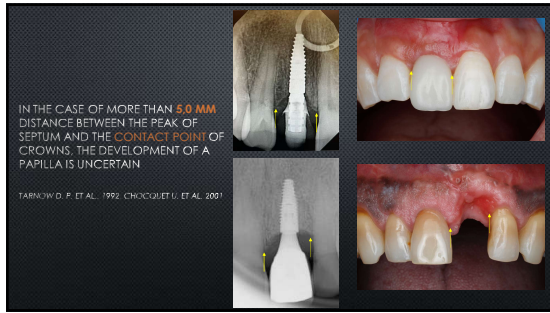 IN THE CASE OF MORE THAN 5,0 MM
DISTANCE BETWEEN THE PEAK OF
SEPTUM AND THE CONTACT POINT OF
CROWNS, THE DEVELOPMENT OF A
PAPILLA IS UNCERTAIN
TARNOW D. P. ET AL., 1992. CHOCQUET U. ET AL. 2001